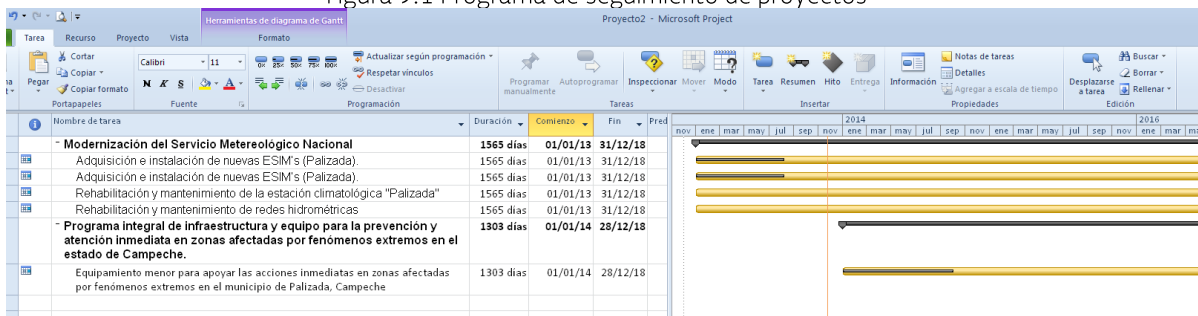 Figura 9.1 Programa de seguimiento de proyectos
Herramientas de diagrama de Gantt
Proyecto2 - Microsoft Project
Tarea Recurso Proyecto Vista Formato
Pegar
Cortar
Copiar
Copiar formato
Portapapeles
Calibri 11
N K S A
Fuente
0% 25% 50% 75% 100%
Actualizar según programación
Respetar vínculos
Desactivar
Programación
Programar manualmente
Autoprogramar
Inspeccionar
Mover
Modo
Tareas
Tarea
Resumen
Hito
Entrega
Insertar
Información
Notas de tareas
Detalles
Agregar a escala de tiempo
Propiedades
Desplazarse a tarea
Buscar
Borrar
Rellenar
Edición
Nombre de tarea Duración Comienzo Fin Pred
2014 2016
nov ene mar may jul sep nov ene mar may jul sep nov ene mar may jul sep nov ene mar
Modernización del Servicio Metereológico Nacional 1565 días 01/01/13 31/12/18
Adquisición e instalación de nuevas ESIM's (Palizada). 1565 días 01/01/13 31/12/18
Adquisición e instalación de nuevas ESIM's (Palizada). 1565 días 01/01/13 31/12/18
Rehabilitación y mantenimiento de la estación climatológica "Palizada" 1565 días 01/01/13 31/12/18
Rehabilitación y mantenimiento de redes hidrométricas 1565 días 01/01/13 31/12/18
Programa integral de infraestructura y equipo para la prevención y 1303 días 01/01/14 28/12/18
atención inmediata en zonas afectadas por fenómenos extremos en el
estado de Campeche.
Equipamiento menor para apoyar las acciones inmediatas en zonas afectadas 1303 días 01/01/14 28/12/18
por fenómenos extremos en el municipio de Palizada, Campeche